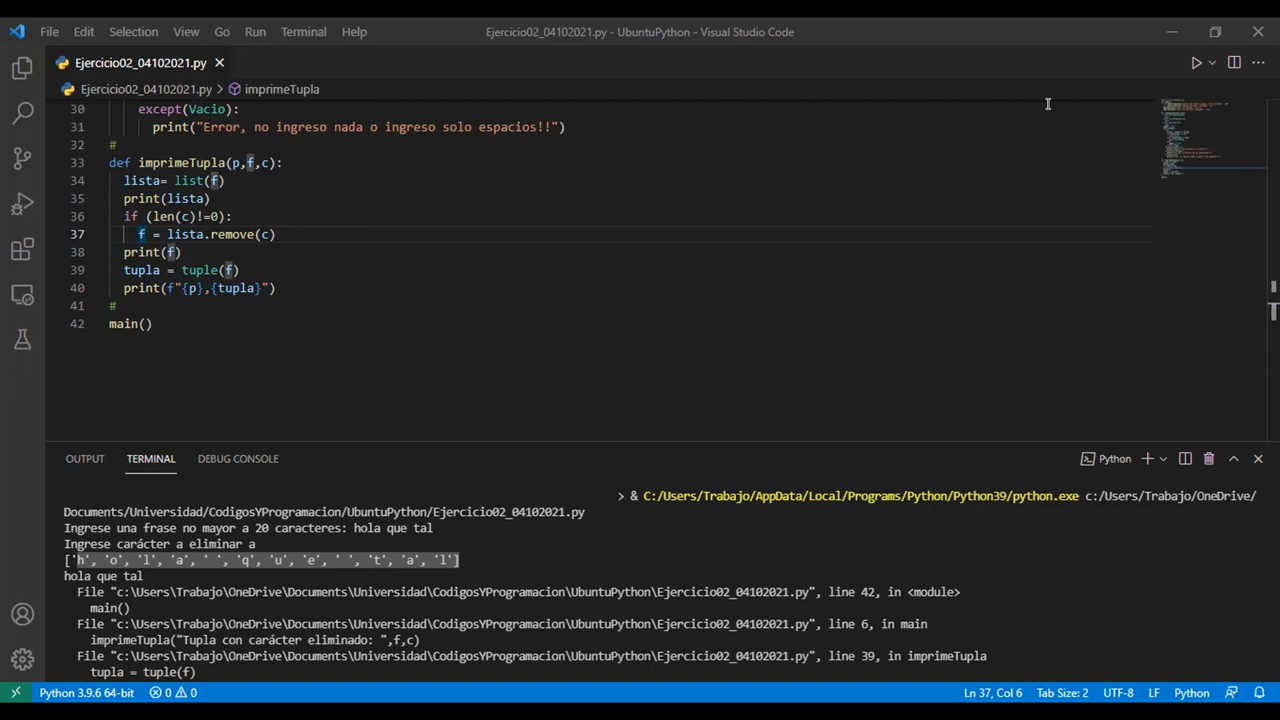 File Edit Selection View Go Run Terminal Help Ejercicio02_04102021.py - UbuntuPython - Visual Studio Code
Ejercicio02_04102021.py
Ejercicio02_04102021.py > imprimeTupla
30 except(Vacio):
31 print("Error, no ingreso nada o ingreso solo espacios!!")
32 #
33 def imprimeTupla(p,f,c):
34 lista= list(f)
35 print(lista)
36 if (len(c)!=0):
37 f = lista.remove(c)
38 print(f)
39 tupla = tuple(f)
40 print(f"{p},{tupla}")
41 #
42 main()
OUTPUT TERMINAL DEBUG CONSOLE Python
> & C:/Users/Trabajo/AppData/Local/Programs/Python/Python39/python.exe c:/Users/Trabajo/OneDrive/
Documents/Universidad/CodigosYProgramacion/UbuntuPython/Ejercicio02_04102021.py
Ingrese una frase no mayor a 20 caracteres: hola que tal
Ingrese carácter a eliminar a
['h', 'o', 'l', 'a', ' ', 'q', 'u', 'e', ' ', 't', 'a', 'l']
hola que tal
File "c:\Users\Trabajo\OneDrive\Documents\Universidad\CodigosYProgramacion\UbuntuPython\Ejercicio02_04102021.py", line 42, in <module>
main()
File "c:\Users\Trabajo\OneDrive\Documents\Universidad\CodigosYProgramacion\UbuntuPython\Ejercicio02_04102021.py", line 6, in main
imprimeTupla("Tupla con carácter eliminado: ",f,c)
File "c:\Users\Trabajo\OneDrive\Documents\Universidad\CodigosYProgramacion\UbuntuPython\Ejercicio02_04102021.py", line 39, in imprimeTupla
tupla = tuple(f)
Python 3.9.6 64-bit 0 0 Ln 37, Col 6 Tab Size: 2 UTF-8 LF Python